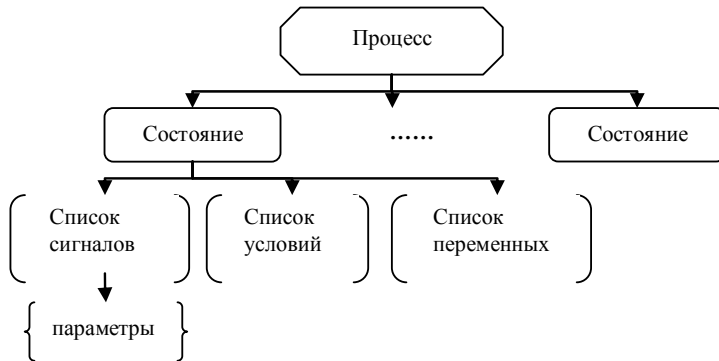 Процесс
Состояние
......
Состояние
Список
сигналов
Список
условий
Список
переменных
параметры